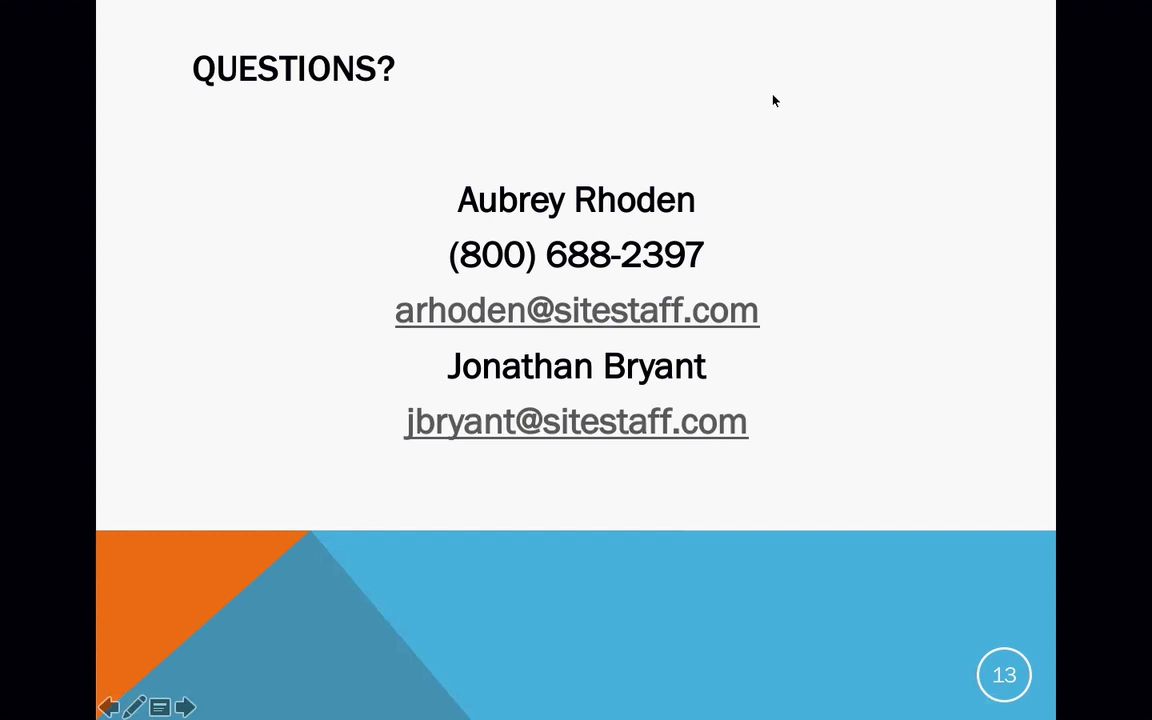 QUESTIONS?
Aubrey Rhoden
(800) 688-2397
arhoden@sitestaff.com
Jonathan Bryant
jbryant@sitestaff.com
13